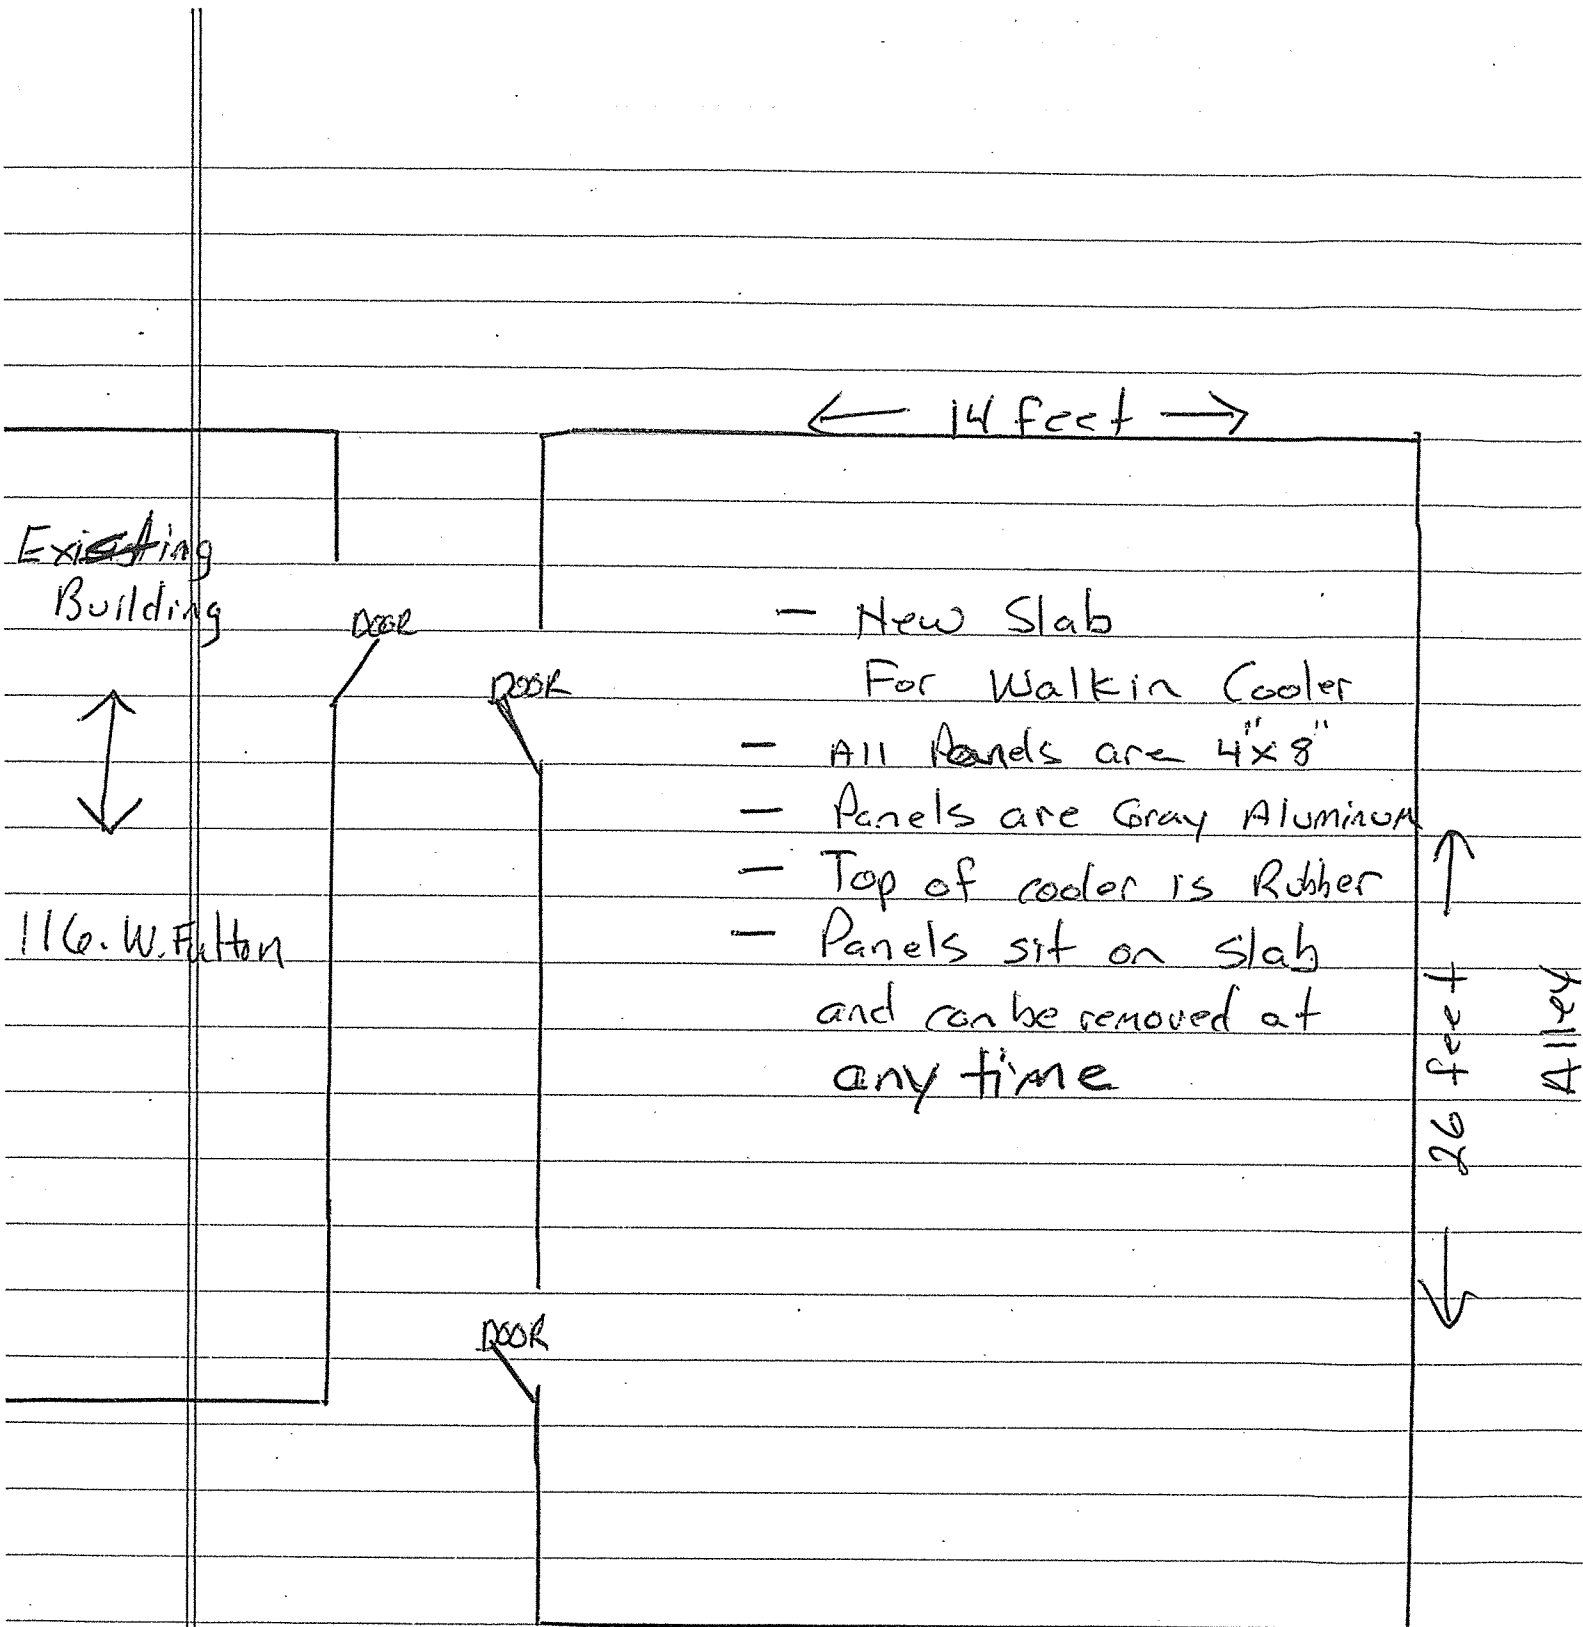 ← 14 feet →
Existing
Building
DOOR
DOOR
- New Slab
For Walkin Cooler
- All Panels are 4"x8"
- Panels are Gray Aluminum
- Top of cooler is Rubber
- Panels sit on slab
and can be removed at
any time
116. W. Fulton
26 feet
Alley
DOOR